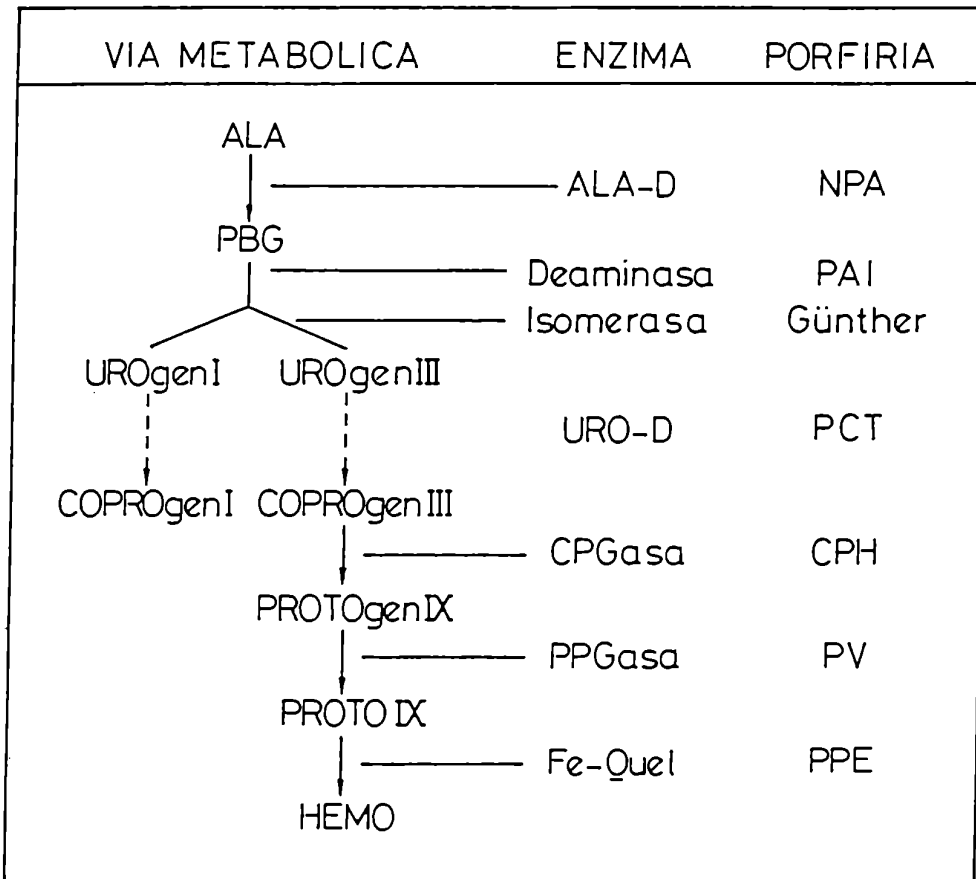 VIA METABOLICA ENZIMA PORFIRIA
ALA
ALA-D NPA
PBG
Deaminasa PAI
Isomerasa Günther
UROgenI UROgenIII
URO-D PCT
COPROgenI COPROgenIII
CPGasa CPH
PROTOgenIX
PPGasa PV
PROTO IX
Fe-Quel PPE
HEMO